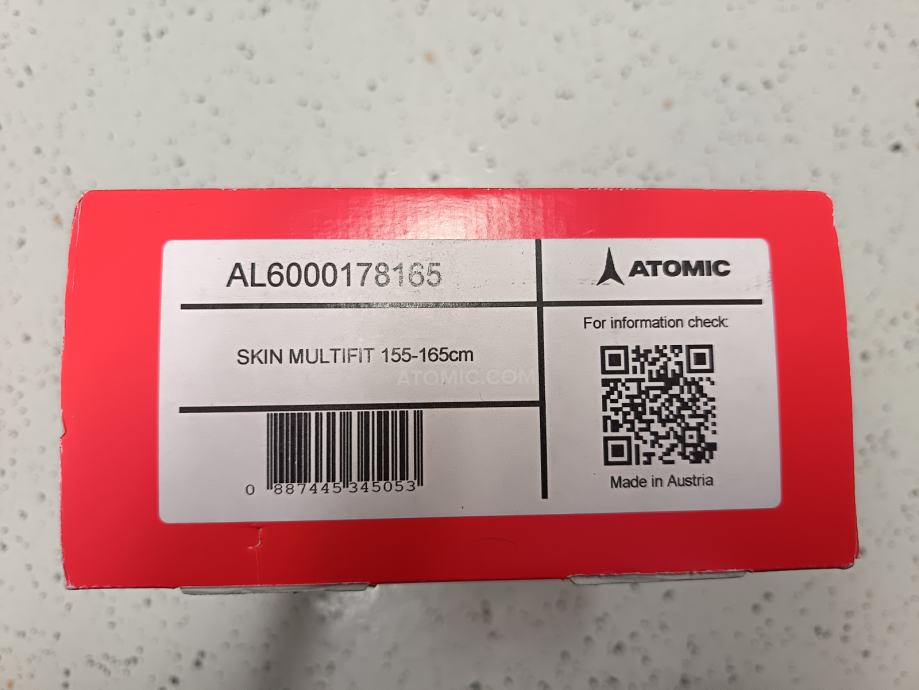 AL6000178165
ATOMIC
For information check:
SKIN MULTIFIT 155-165cm
ATOMIC.COM
0 887445 345053
Made in Austria